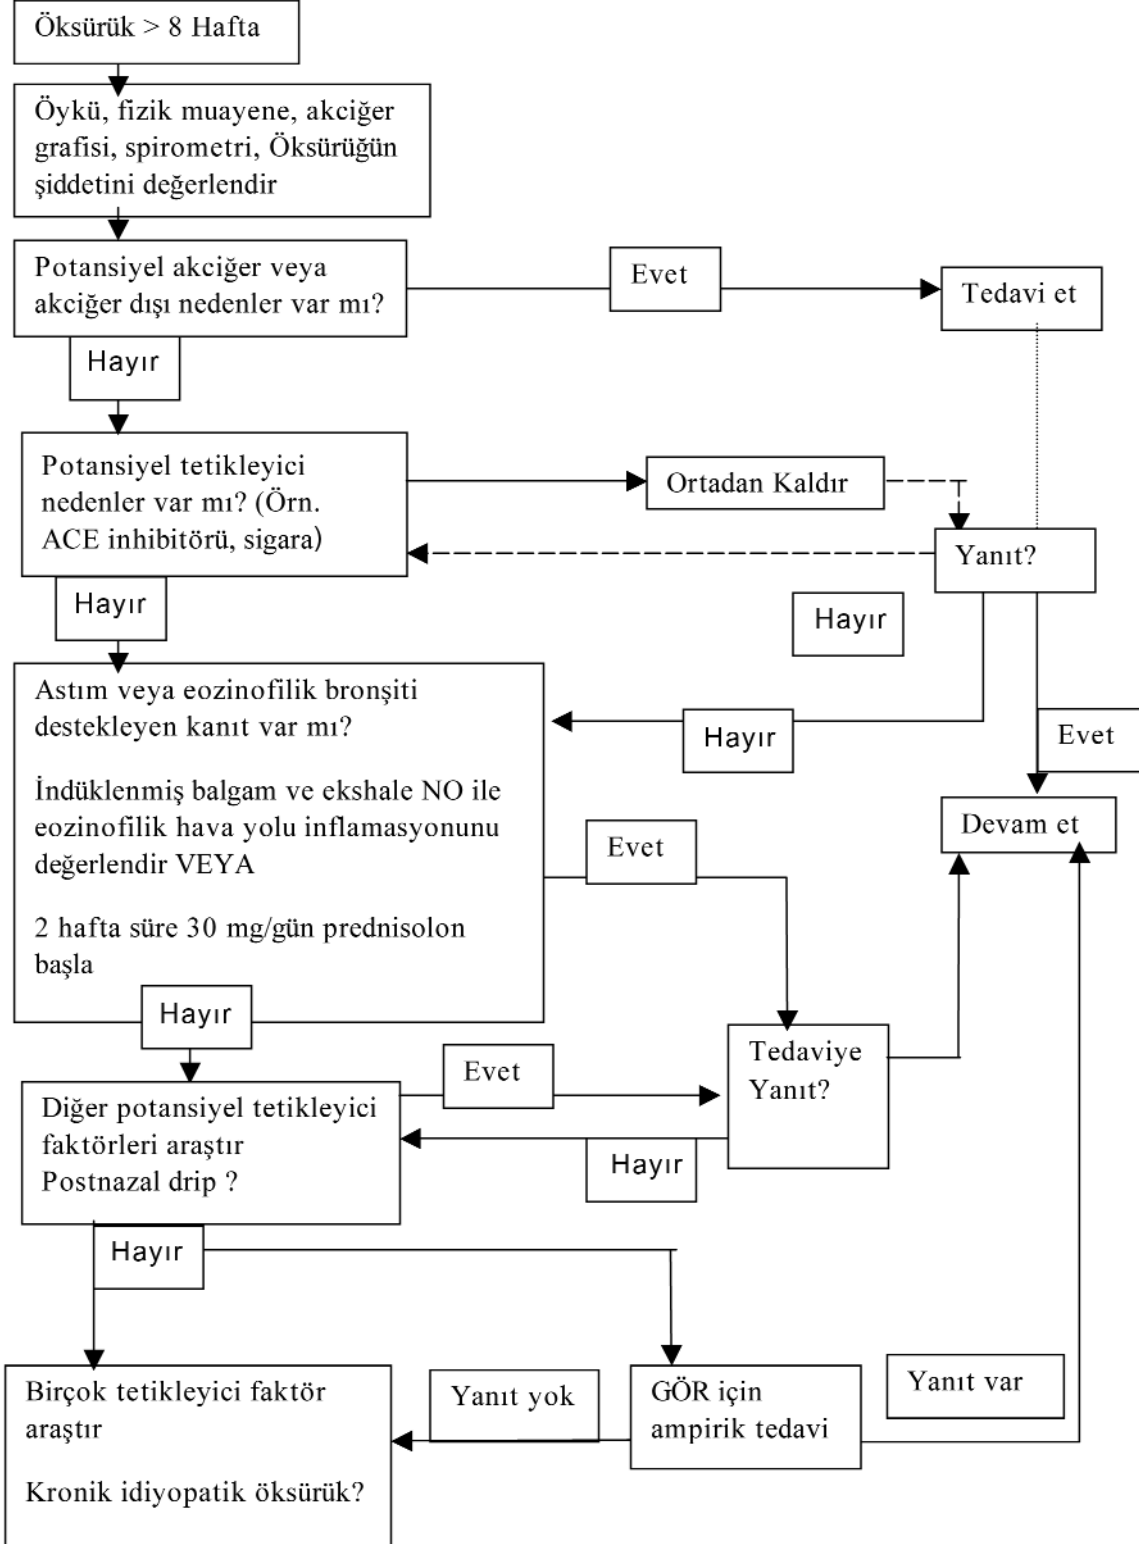 Öksürük > 8 Hafta
Öykü, fizik muayene, akciğer
grafisi, spirometri, Öksürüğün
şiddetini değerlendir
Potansiyel akciğer veya
akciğer dışı nedenler var mı?
Evet
Tedavi et
Hayır
Potansiyel tetikleyici
nedenler var mı? (Örn.
ACE inhibitörü, sigara)
Ortadan Kaldır
Yanıt?
Hayır
Hayır
Astım veya eozinofilik bronşiti
destekleyen kanıt var mı?
İndüklenmiş balgam ve ekshale NO ile
eozinofilik hava yolu inflamasyonunu
değerlendir VEYA
2 hafta süre 30 mg/gün prednisolon
başla
Hayır
Evet
Devam et
Evet
Hayır
Tedaviye
Yanıt?
Evet
Diğer potansiyel tetikleyici
faktörleri araştır
Postnazal drip ?
Hayır
Hayır
Birçok tetikleyici faktör
araştır
Kronik idiyopatik öksürük?
Yanıt yok
GÖR için
ampirik tedavi
Yanıt var